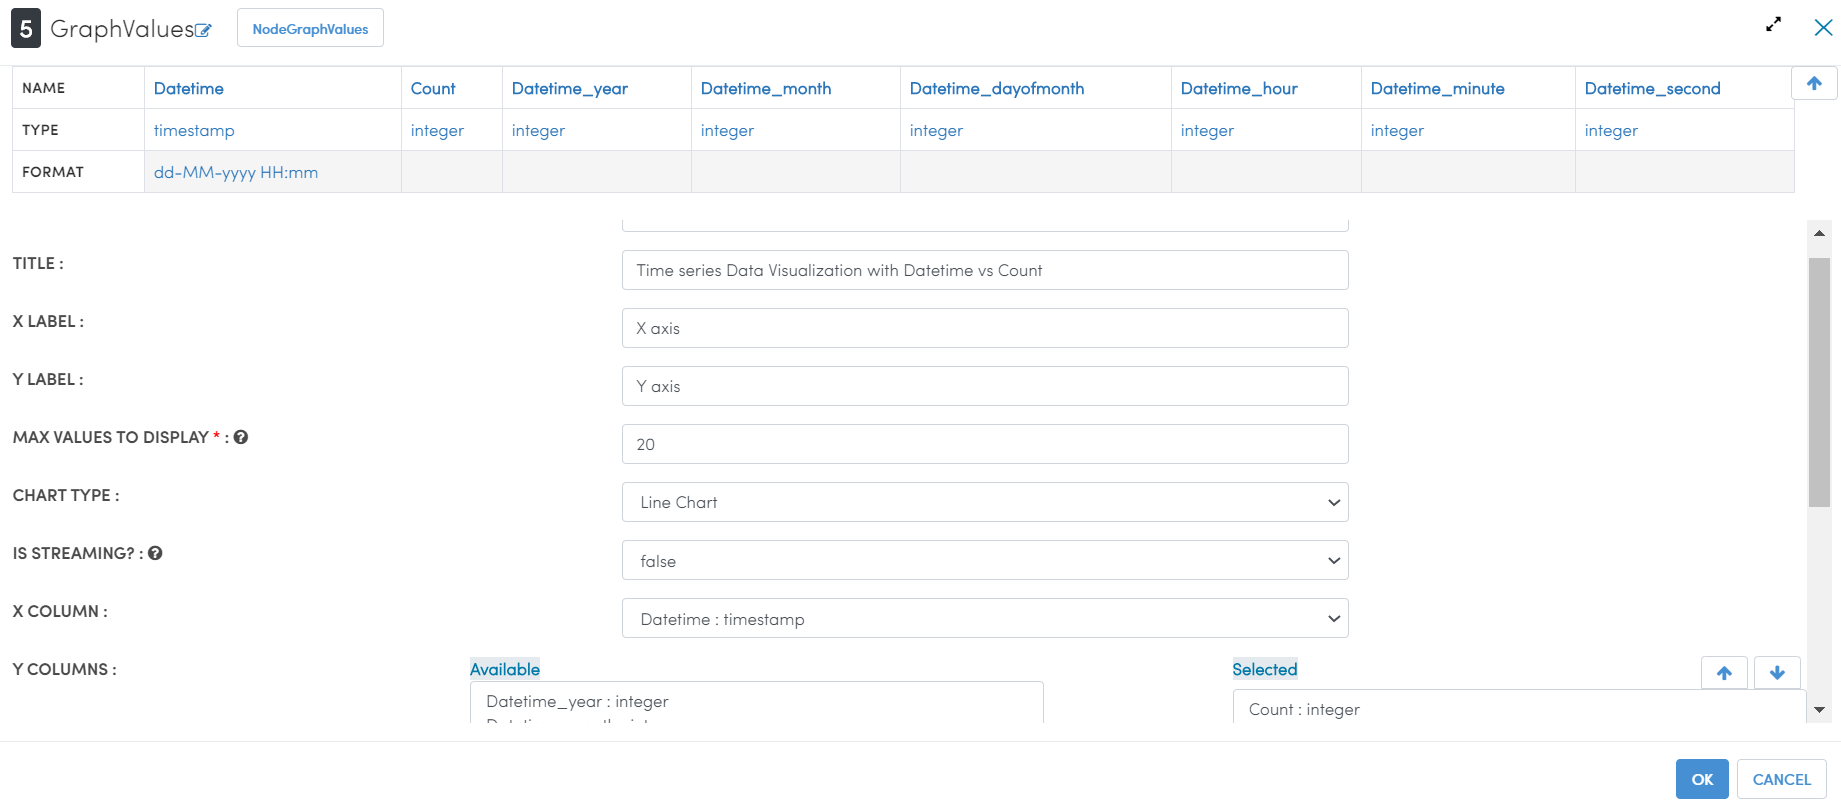 5 GraphValues NodeGraphValues
NAME Datetime Count Datetime_year Datetime_month Datetime_dayofmonth Datetime_hour Datetime_minute Datetime_second
TYPE timestamp integer integer integer integer integer integer integer
FORMAT dd-MM-yyyy HH:mm
TITLE : Time series Data Visualization with Datetime vs Count
X LABEL : X axis
Y LABEL : Y axis
MAX VALUES TO DISPLAY * : 20
CHART TYPE : Line Chart
IS STREAMING? : false
X COLUMN : Datetime : timestamp
Y COLUMNS : Available Selected
Datetime_year : integer
Count : integer
OK CANCEL